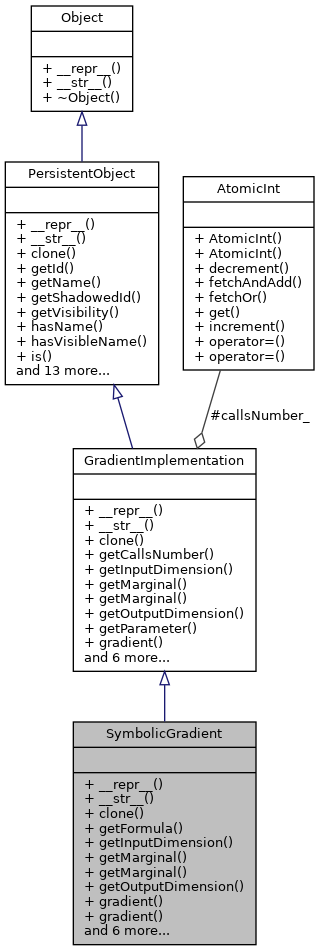 Object
+ __repr__()
+ __str__()
+ ~Object()
PersistentObject
+ __repr__()
+ __str__()
+ clone()
+ getId()
+ getName()
+ getShadowedId()
+ getVisibility()
+ hasName()
+ hasVisibleName()
+ is()
and 13 more...
AtomicInt
+ AtomicInt()
+ AtomicInt()
+ decrement()
+ fetchAndAdd()
+ fetchOr()
+ get()
+ increment()
+ operator=()
+ operator=()
#callsNumber_
GradientImplementation
+ __repr__()
+ __str__()
+ clone()
+ getCallsNumber()
+ getInputDimension()
+ getMarginal()
+ getMarginal()
+ getOutputDimension()
+ getParameter()
+ gradient()
and 6 more...
SymbolicGradient
+ __repr__()
+ __str__()
+ clone()
+ getFormula()
+ getInputDimension()
+ getMarginal()
+ getMarginal()
+ getOutputDimension()
+ gradient()
+ gradient()
and 6 more...